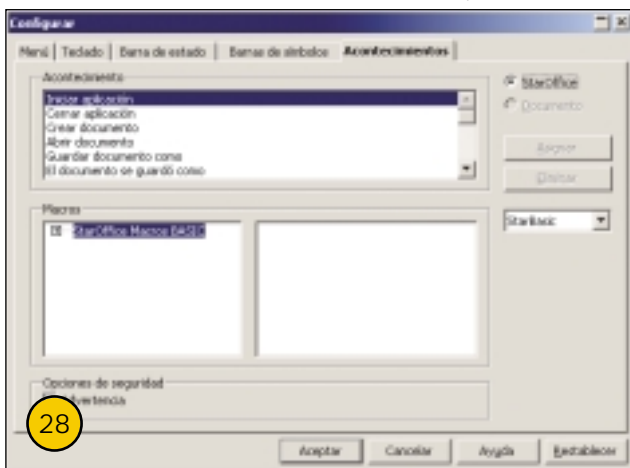 Configurar
Menú Teclado Barra de estado Barras de símbolos Acontecimientos
Acontecimiento
Iniciar aplicación
Cerrar aplicación
Crear documento
Abrir documento
Guardar documento como
El documento se guardó como
StarOffice
Documento
Asignar
Eliminar
Macros
StarOffice Macros BASIC
StarBasic
Opciones de seguridad
Advertencia
28
Aceptar Cancelar Ayuda Restablecer